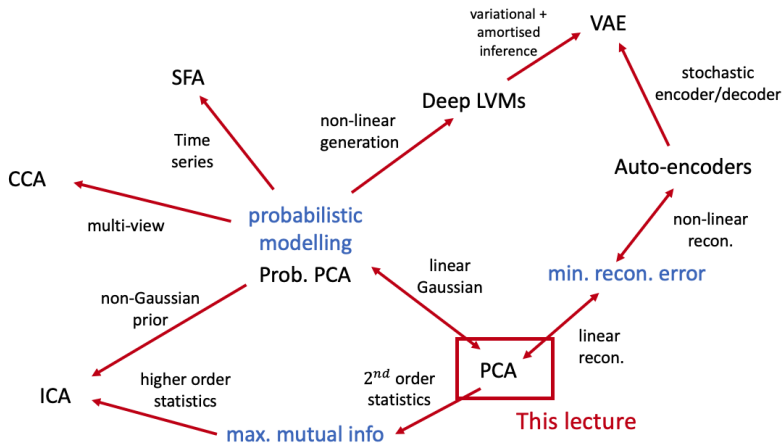 variational +
amortised
inference
VAE
SFA
Deep LVMs
stochastic
encoder/decoder
non-linear
generation
Time
series
Auto-encoders
CCA
multi-view
probabilistic
modelling
Prob. PCA
non-linear
recon.
linear
Gaussian
min. recon. error
non-Gaussian
prior
linear
recon.
PCA
2nd order
statistics
higher order
statistics
ICA
This lecture
max. mutual info